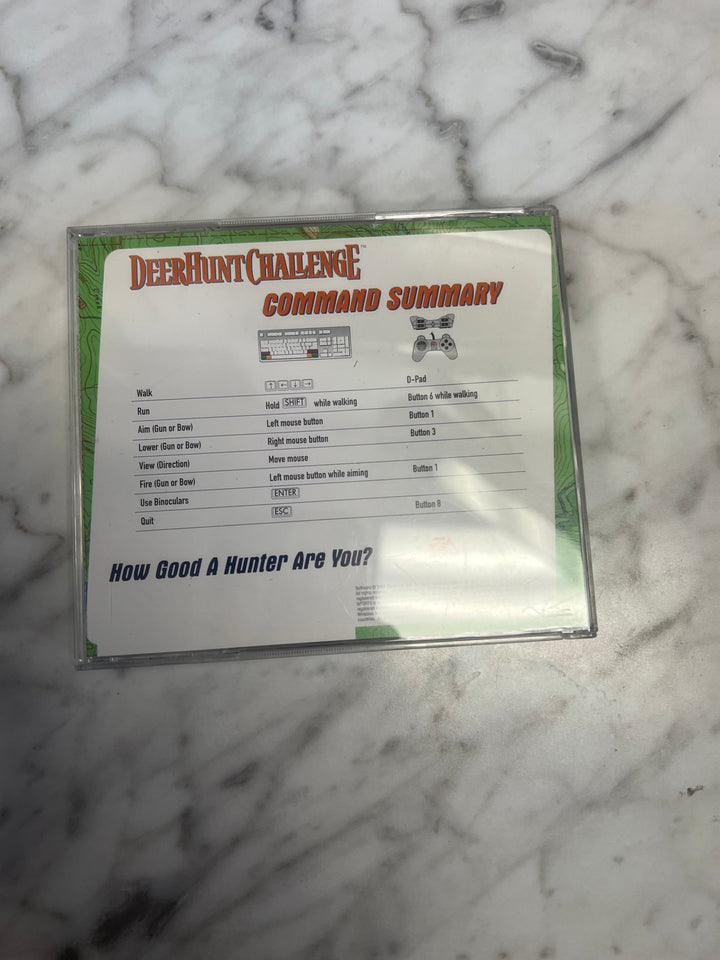 DEERHUNTCHALLENGE™
COMMAND SUMMARY
Walk ↑ ← ↓ → D-Pad
Run Hold SHIFT while walking Button 6 while walking
Aim (Gun or Bow) Left mouse button Button 1
Lower (Gun or Bow) Right mouse button Button 3
View (Direction) Move mouse
Fire (Gun or Bow) Left mouse button while aiming Button 1
Use Binoculars ENTER
Quit ESC Button 8
How Good A Hunter Are You?